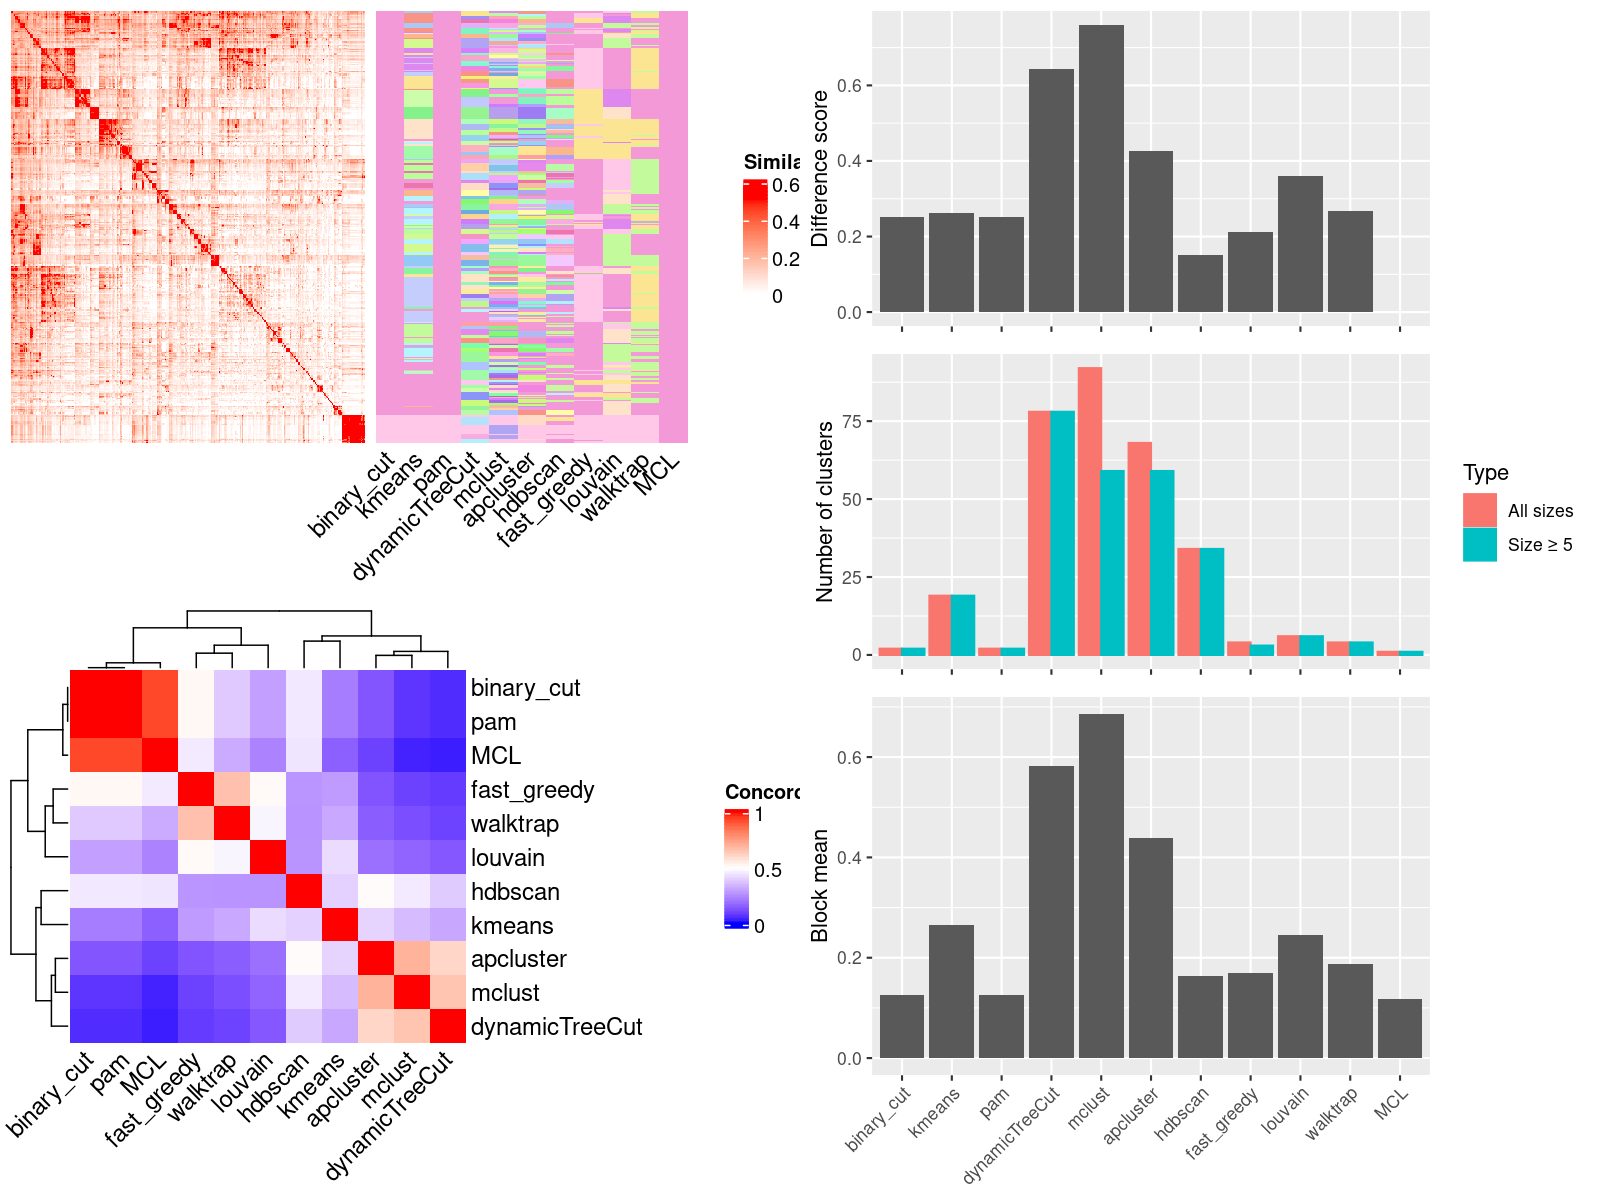 Simila
0.6
0.4
0.2
0
binary_cut
kmeans
pam
dynamicTreeCut
mclust
apcluster
hdbscan
fast_greedy
louvain
walktrap
MCL
binary_cut
pam
MCL
fast_greedy
walktrap
louvain
hdbscan
kmeans
apcluster
mclust
dynamicTreeCut
binary_cut
pam
MCL
fast_greedy
walktrap
louvain
hdbscan
kmeans
apcluster
mclust
dynamicTreeCut
Concord
1
0.5
0
Difference score
0.6
0.4
0.2
0.0
Number of clusters
75
50
25
0
Type
All sizes
Size ≥ 5
Block mean
0.6
0.4
0.2
0.0
binary_cut
kmeans
pam
dynamicTreeCut
mclust
apcluster
hdbscan
fast_greedy
louvain
walktrap
MCL